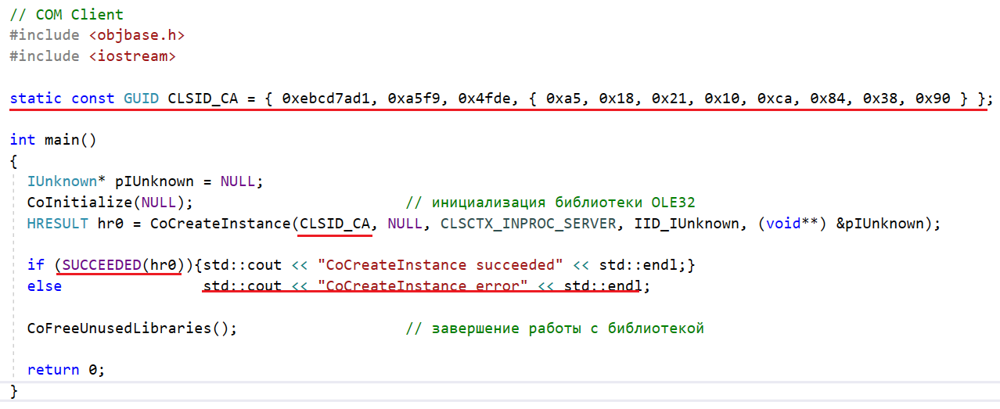 // COM Client
#include <objbase.h>
#include <iostream>
static const GUID CLSID_CA = { 0xebcd7ad1, 0xa5f9, 0x4fde, { 0xa5, 0x18, 0x21, 0x10, 0xca, 0x84, 0x38, 0x90 } };
int main()
{
IUnknown* pIUnknown = NULL;
CoInitialize(NULL); // инициализация библиотеки OLE32
HRESULT hr0 = CoCreateInstance(CLSID_CA, NULL, CLSCTX_INPROC_SERVER, IID_IUnknown, (void**) &pIUnknown);
if (SUCCEEDED(hr0)){std::cout << "CoCreateInstance succeeded" << std::endl;}
else std::cout << "CoCreateInstance error" << std::endl;
CoFreeUnusedLibraries(); // завершение работы с библиотекой
return 0;
}